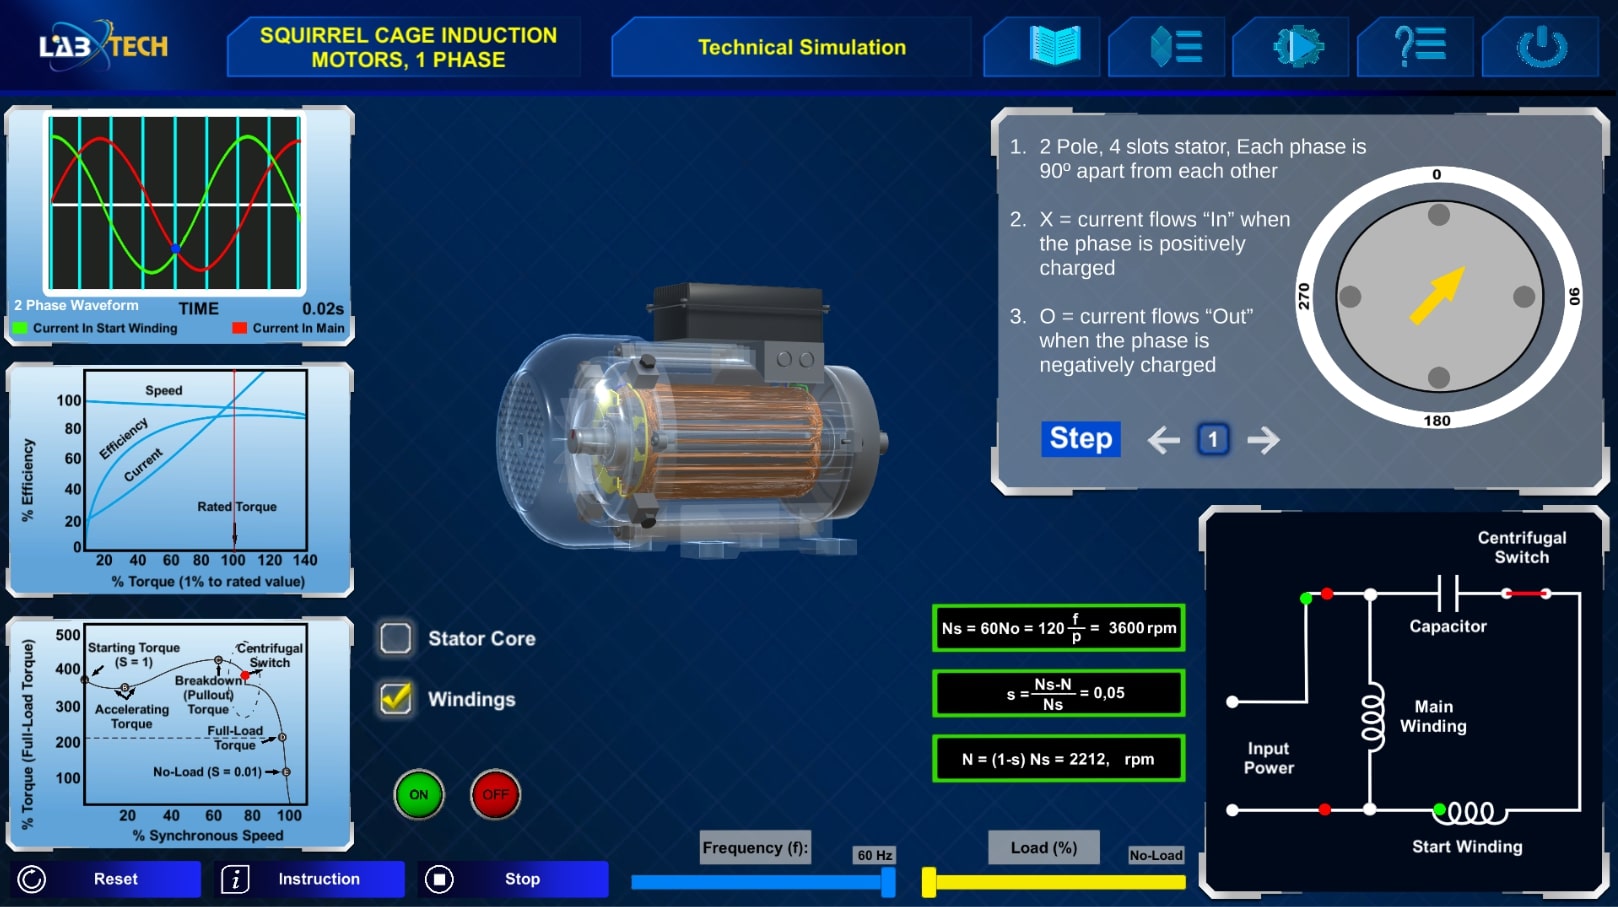 LAB TECH
SQUIRREL CAGE INDUCTION
MOTORS, 1 PHASE
Technical Simulation
2 Phase Waveform
TIME
0.02s
Current In Start Winding
Current In Main
1. 2 Pole, 4 slots stator, Each phase is
90º apart from each other
2. X = current flows “In” when
the phase is positively
charged
3. O = current flows “Out”
when the phase is
negatively charged
0
90
180
270
Step
1
% Efficiency
100
80
60
40
20
0
Speed
Efficiency
Current
Rated Torque
20 40 60 80 100 120 140
% Torque (1% to rated value)
% Torque (Full-Load Torque)
500
400
300
200
100
Starting Torque
(S = 1)
Accelerating
Torque
Breakdown
(Pullout)
Torque
Centrifugal
Switch
Full-Load
Torque
No-Load (S = 0.01)
20 40 60 80 100
% Synchronous Speed
Stator Core
Windings
ON
OFF
Ns = 60No = 120 f/p = 3600 rpm
s = Ns-N/Ns = 0,05
N = (1-s) Ns = 2212, rpm
Centrifugal
Switch
Capacitor
Main
Winding
Input
Power
Start Winding
Frequency (f):
60 Hz
Load (%)
No-Load
Reset
Instruction
Stop